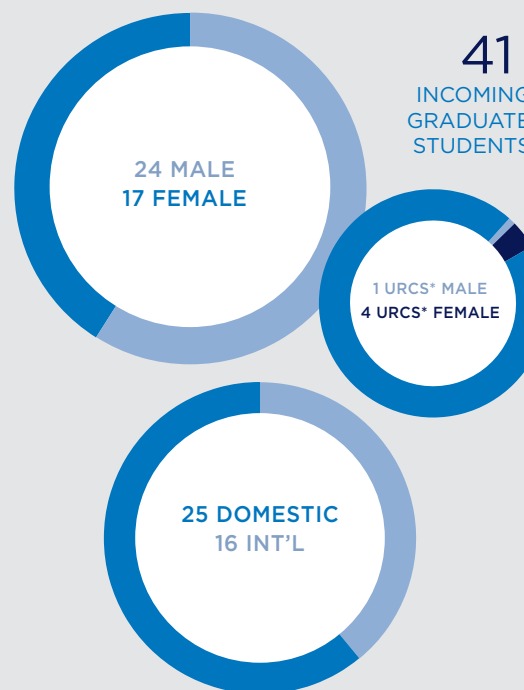 41
INCOMING
GRADUATE
STUDENTS
24 MALE
17 FEMALE
1 URCS* MALE
4 URCS* FEMALE
25 DOMESTIC
16 INT'L